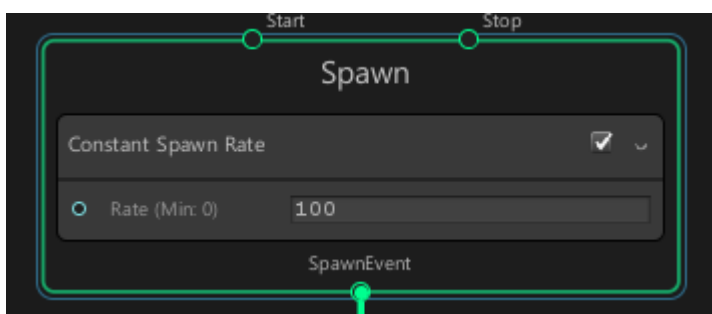 Start Stop
Spawn
Constant Spawn Rate
Rate (Min: 0) 100
SpawnEvent